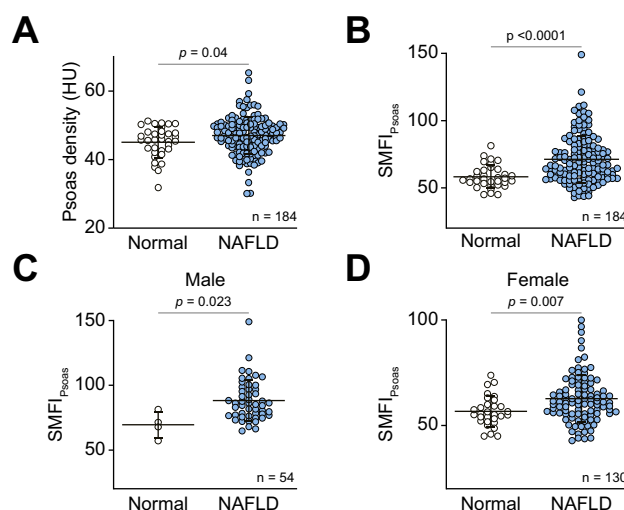 A
p = 0.04
Psoas density (HU)
60
40
20
Normal NAFLD
n = 184
B
p <0.0001
SMFIPsoas
150
100
50
Normal NAFLD
n = 184
C
Male
p = 0.023
SMFIPsoas
150
100
50
Normal NAFLD
n = 54
D
Female
p = 0.007
SMFIPsoas
100
50
Normal NAFLD
n = 130